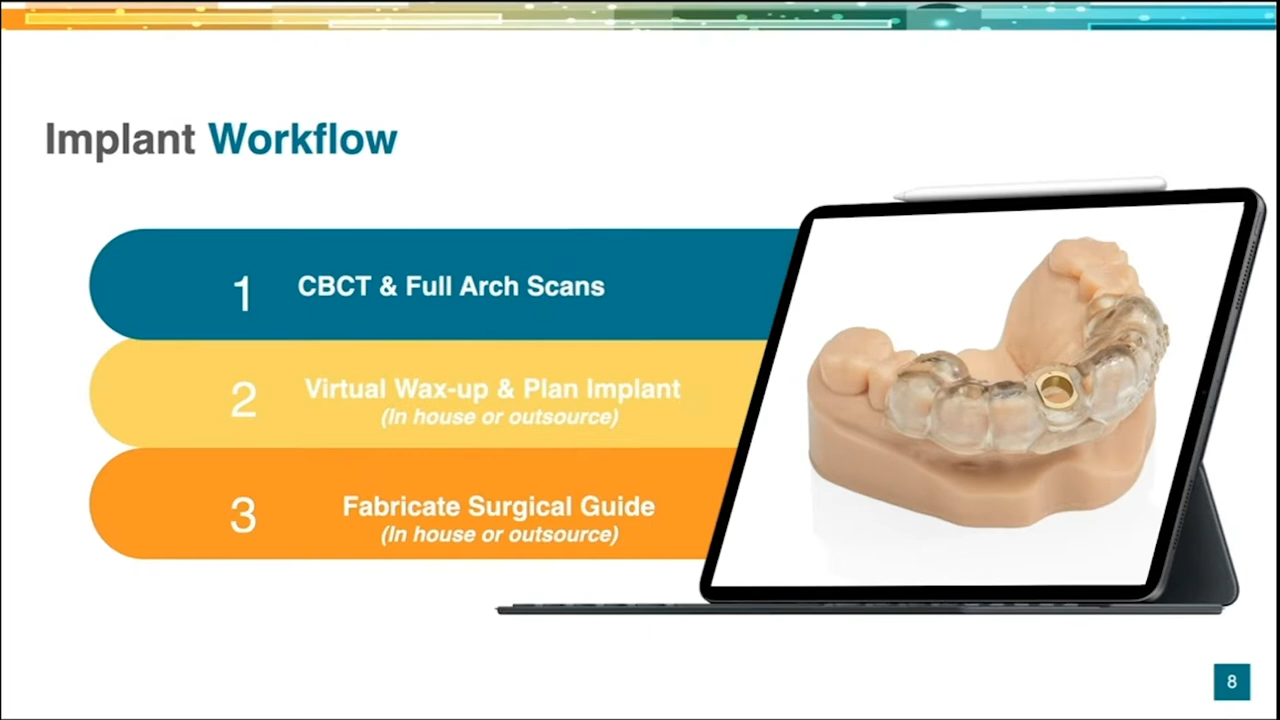 Implant Workflow
1 CBCT & Full Arch Scans
2 Virtual Wax-up & Plan Implant
(In house or outsource)
3 Fabricate Surgical Guide
(In house or outsource)
8